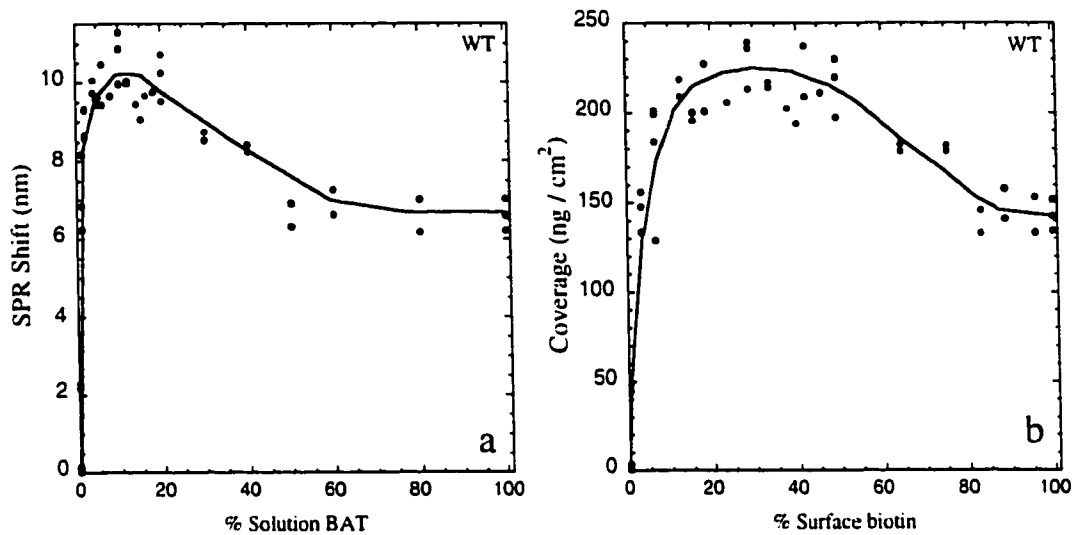 WT
10
8
6
4
2
0
SPR Shift (nm)
a
0 20 40 60 80 100
% Solution BAT
250
200
150
100
50
0
Coverage (ng / cm²)
WT
b
0 20 40 60 80 100
% Surface biotin